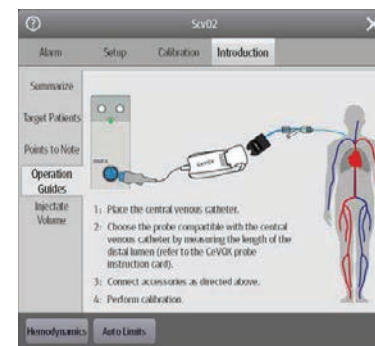 ScvO2
Alarm
Setup
Calibration
Introduction
Summarize
Target Patients
Points to Note
Operation
Guides
Injectate
Volume
CeVOX
1: Place the central venous catheter.
2: Choose the probe compatible with the central
venous catheter by measuring the length of the
distal lumen (refer to the CeVOX probe
instruction card).
3: Connect accessories as directed above.
4: Perform calibration.
Hemodynamics
Auto Limits